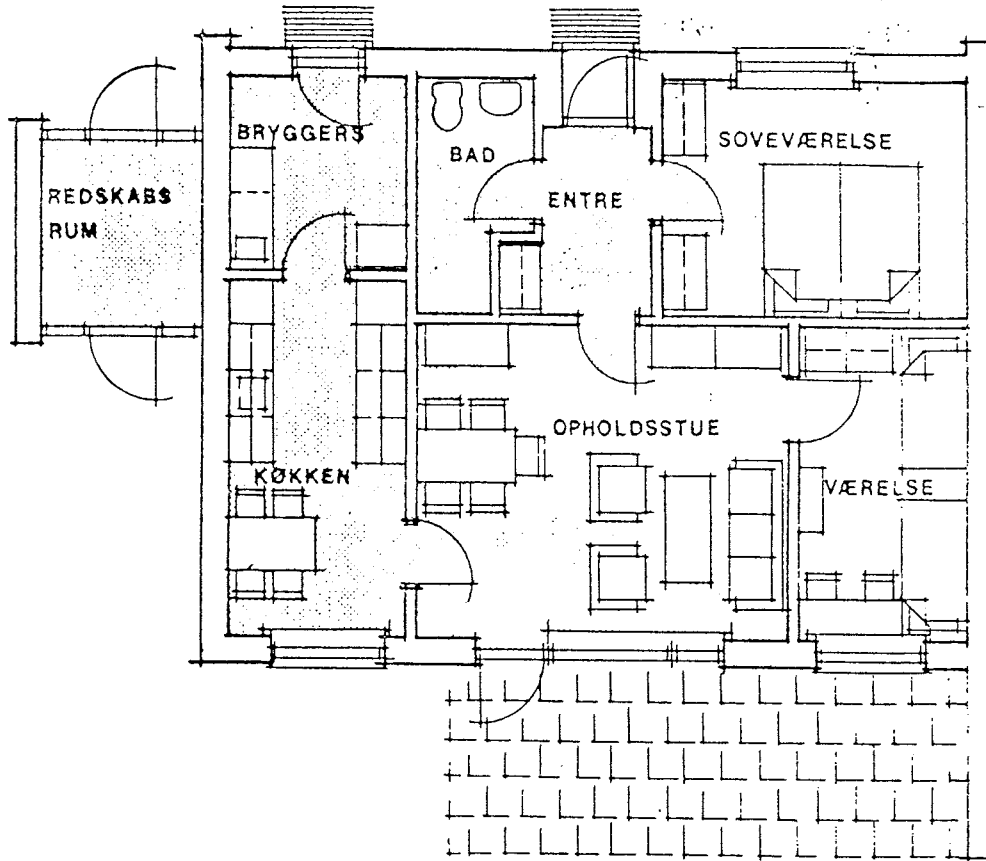 BRYGGERS
BAD
SOVEVÆRELSE
REDSKABS
RUM
ENTRE
OPHOLDSSTUE
KØKKEN
VÆRELSE